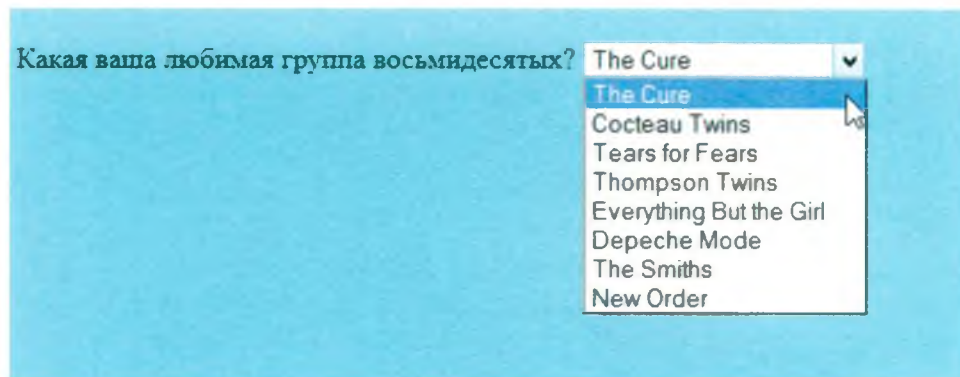 Какая ваша любимая группа восьмидесятых? The Cure
The Cure
Cocteau Twins
Tears for Fears
Thompson Twins
Everything But the Girl
Depeche Mode
The Smiths
New Order